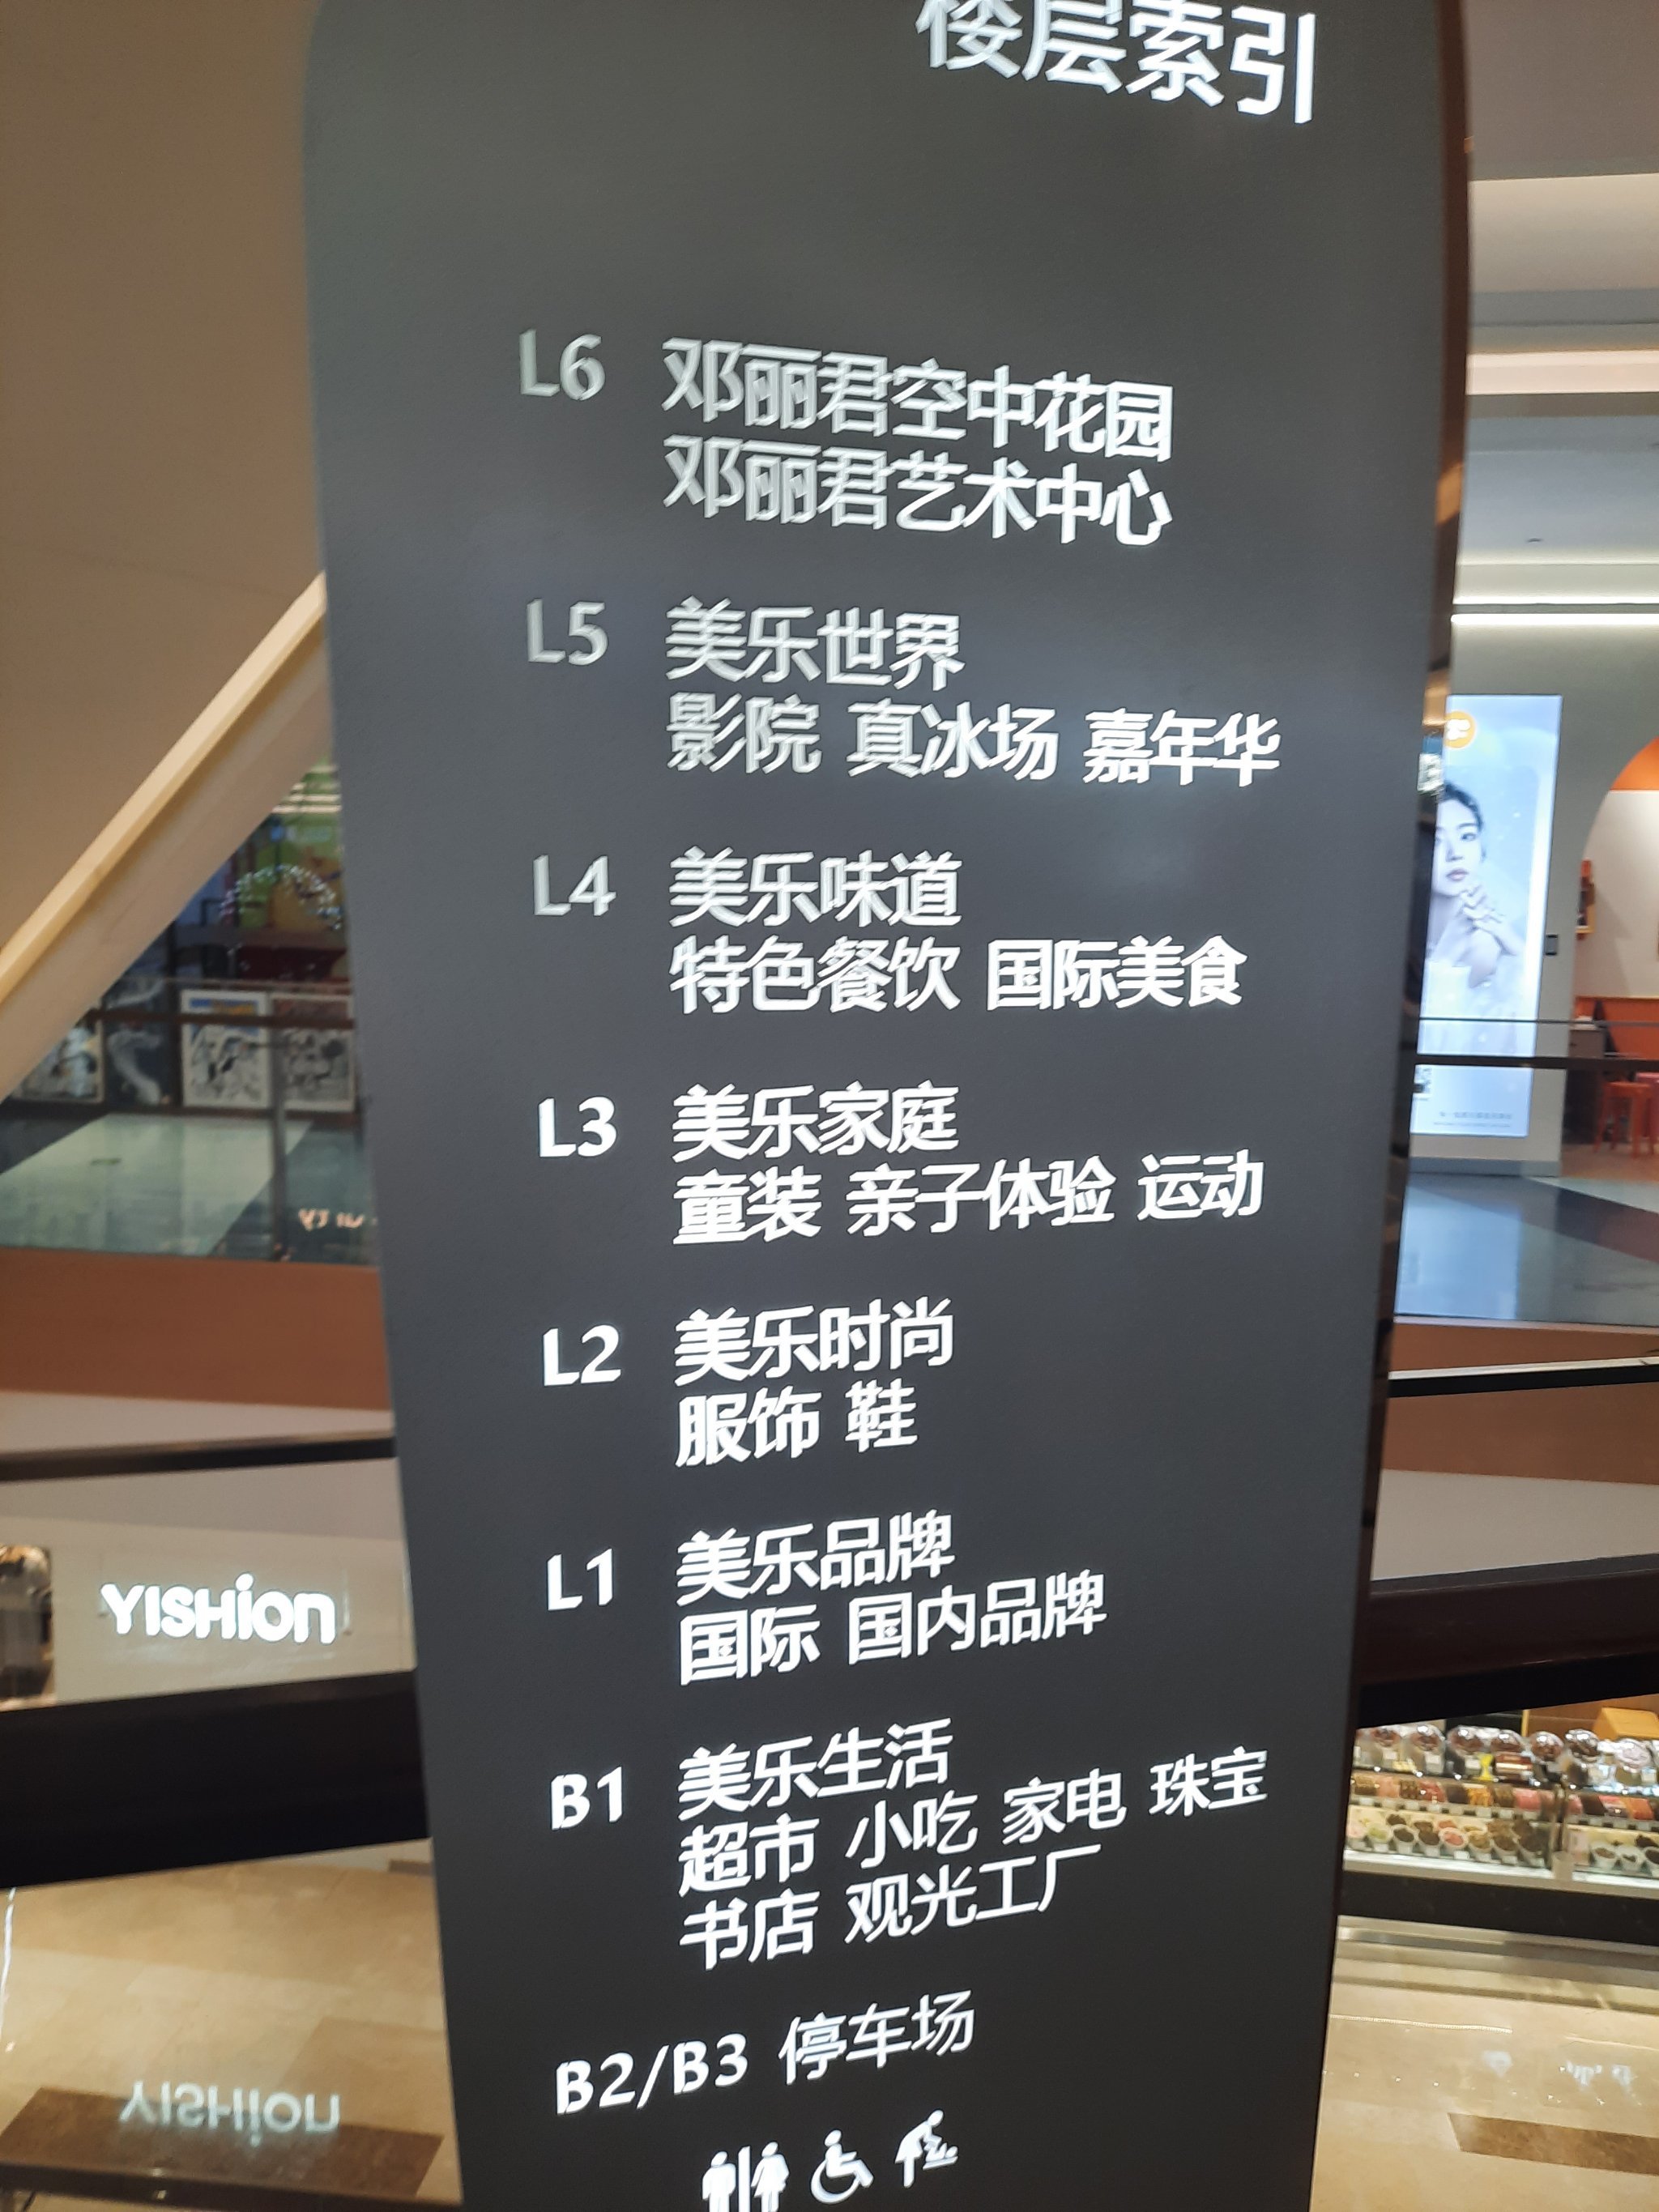 楼层索引
L6 邓丽君空中花园
邓丽君艺术中心
L5 美乐世界
影院 真冰场 嘉年华
L4 美乐味道
特色餐饮 国际美食
L3 美乐家庭
童装 亲子体验 运动
L2 美乐时尚
服饰 鞋
L1 美乐品牌
国际 国内品牌
B1 美乐生活
超市 小吃 家电 珠宝
书店 观光工厂
B2/B3 停车场
YISHION